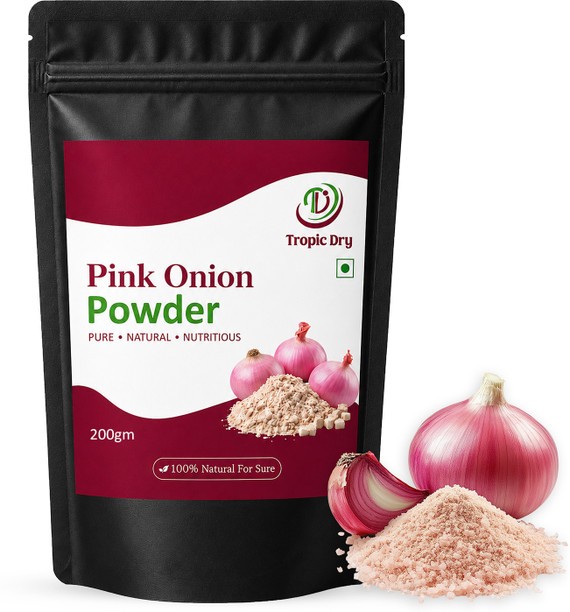 Tropic Dry
Pink Onion
Powder
PURE • NATURAL • NUTRITIOUS
200gm
100% Natural For Sure